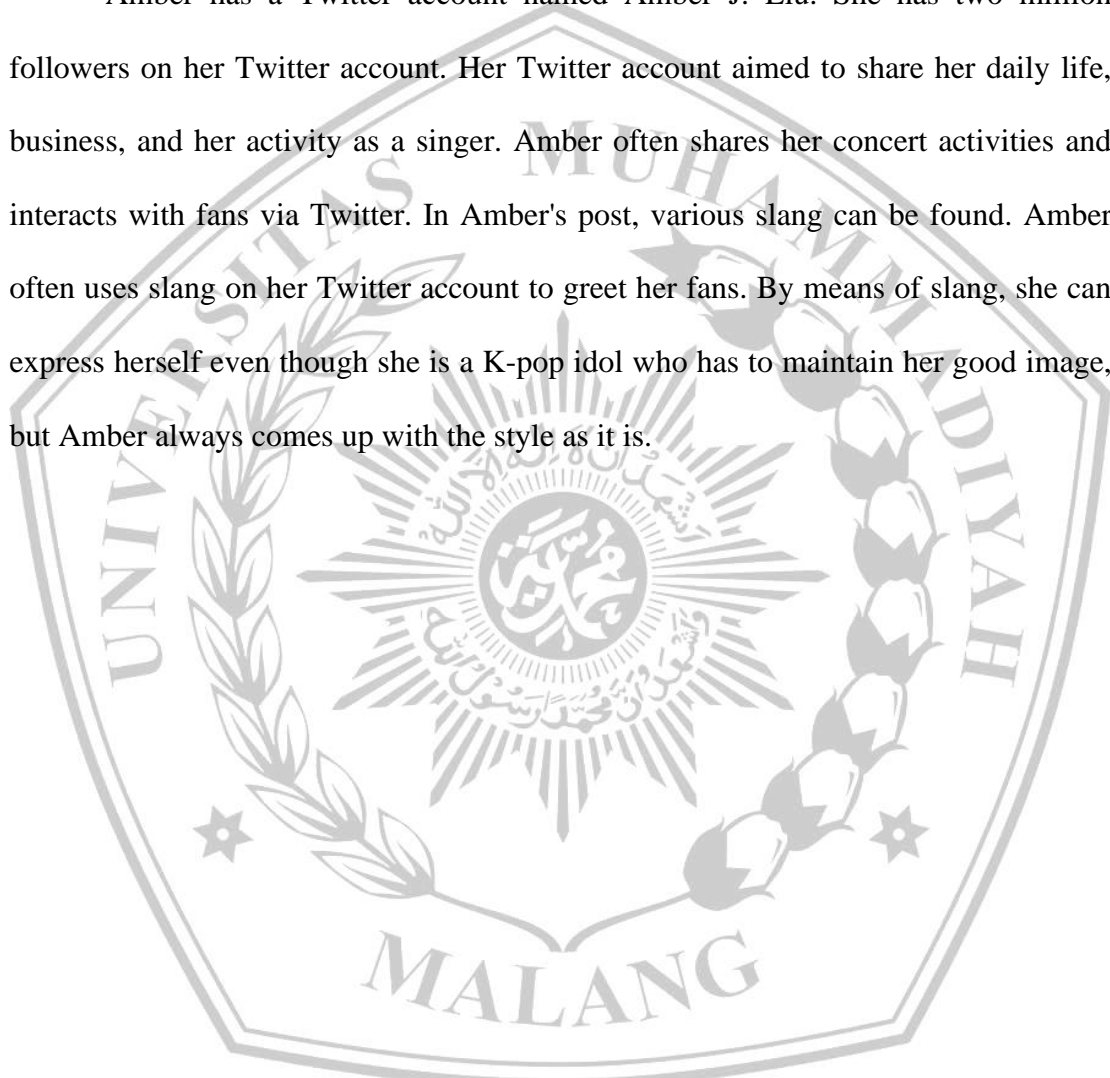 Amber has a Twitter account named Amber J. Liu. She has two million
followers on her Twitter account. Her Twitter account aimed to share her daily life,
business, and her activity as a singer. Amber often shares her concert activities and
interacts with fans via Twitter. In Amber's post, various slang can be found. Amber
often uses slang on her Twitter account to greet her fans. By means of slang, she can
express herself even though she is a K-pop idol who has to maintain her good image,
but Amber always comes up with the style as it is.
UNIVERSITAS MUHAMMADIYAH
MALANG